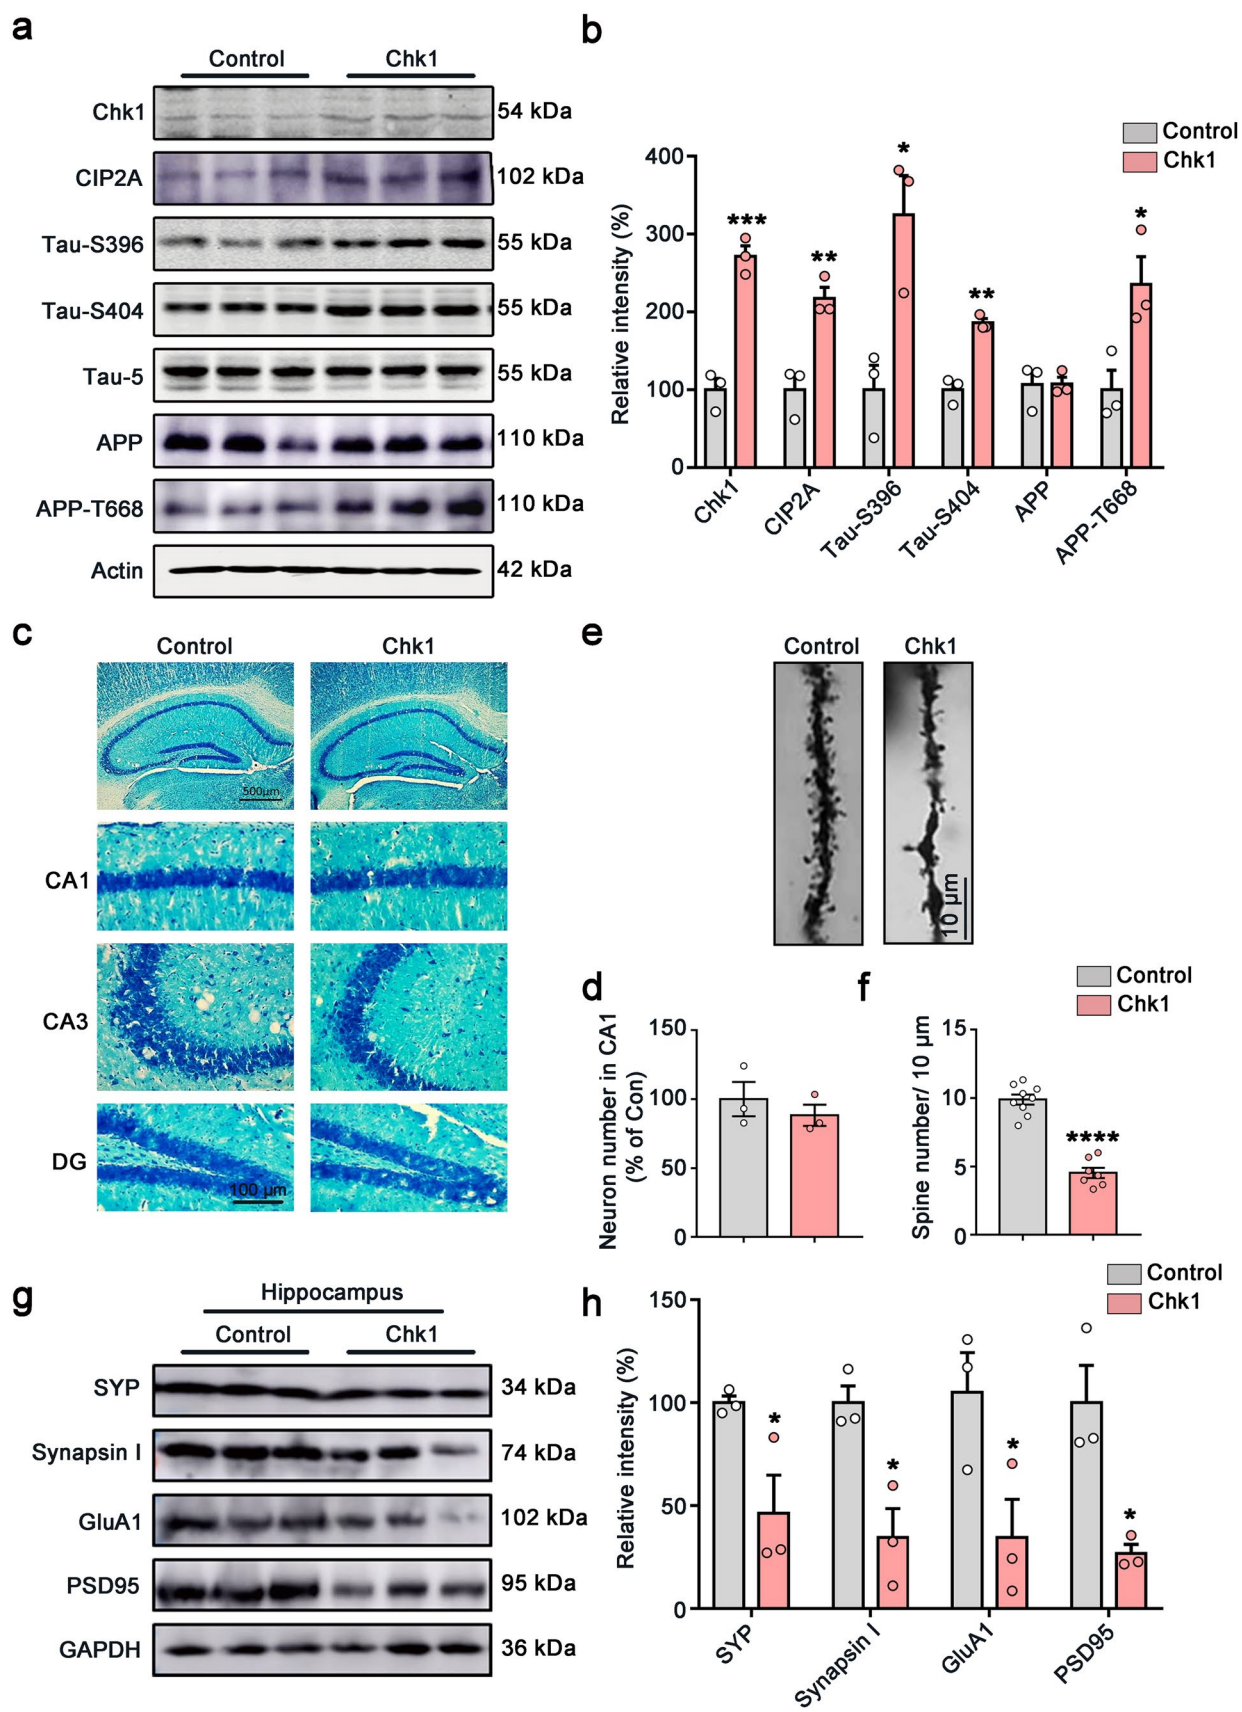 a
Control Chk1
Chk1 54 kDa
CIP2A 102 kDa
Tau-S396 55 kDa
Tau-S404 55 kDa
Tau-5 55 kDa
APP 110 kDa
APP-T668 110 kDa
Actin 42 kDa
b
Control
Chk1
Relative intensity (%)
400
300
200
100
0
*** ** * ** *
Chk1 CIP2A Tau-S396 Tau-S404 APP APP-T668
c
Control Chk1
500μm
CA1
CA3
DG
100 μm
e
Control Chk1
10 μm
d
Neuron number in CA1
(% of Con)
150
100
50
0
f
Control
Chk1
Spine number/ 10 μm
15
10
5
0
****
g
Hippocampus
Control Chk1
SYP 34 kDa
Synapsin I 74 kDa
GluA1 102 kDa
PSD95 95 kDa
GAPDH 36 kDa
h
Control
Chk1
Relative intensity (%)
150
100
50
0
* * * *
SYP Synapsin I GluA1 PSD95